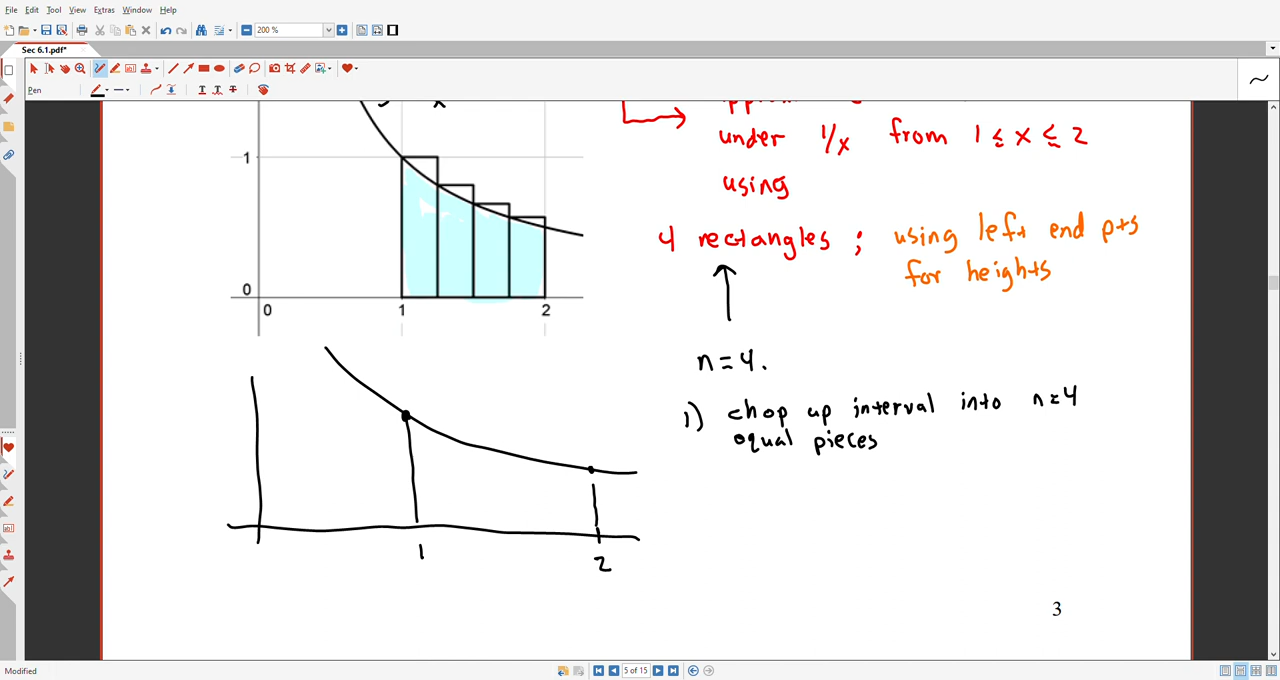 File Edit Tool View Extras Window Help
200 %
Sec 6.1.pdf*
Pen
1
0
0
1
2
under 1/x from 1 ≤ x ≤ 2
using
4 rectangles ; using left end pts
for heights
n = 4.
1) chop up interval into n=4
equal pieces
1
2
3
5 of 15
Modified